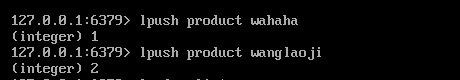 127.0.0.1:6379> lpush product wahaha
(integer) 1
127.0.0.1:6379> lpush product wanglaoji
(integer) 2